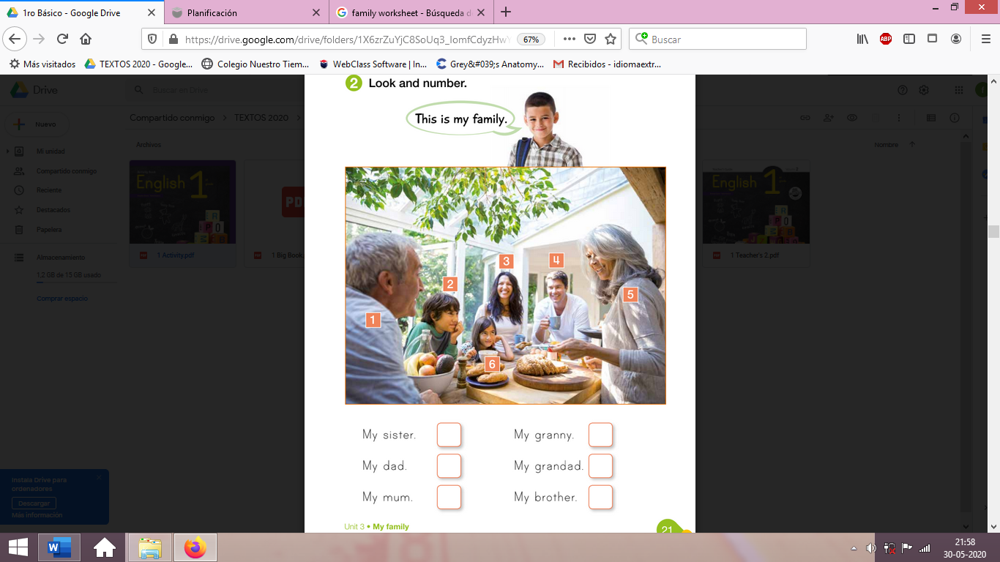 1ro Básico - Google Drive
Planificación
family worksheet - Búsqueda d
https://drive.google.com/drive/folders/1X6zrZuYjC8SoUq3_IomfCdyzHwY
67%
Buscar
Más visitados
TEXTOS 2020 - Google...
Colegio Nuestro Tiem...
WebClass Software | In...
Grey&#039;s Anatomy...
Recibidos - idiomaextr...
ABP
Drive
Buscar en Drive
Nuevo
Compartido conmigo
TEXTOS 2020
Mi unidad
Compartido conmigo
Reciente
Destacados
Papelera
Almacenamiento
1,2 GB de 15 GB usado
Comprar espacio
Archivos
Nombre
English 1
1 Activity.pdf
PDF
1 Big Book.
English 1
1 Teacher's 2.pdf
2 Look and number.
This is my family.
1
2
3
4
5
6
My sister.
My granny.
My dad.
My grandad.
My mum.
My brother.
Unit 3 • My family
21
Instala Drive para
ordenadores
Descargar
Más información
21:58
30-05-2020